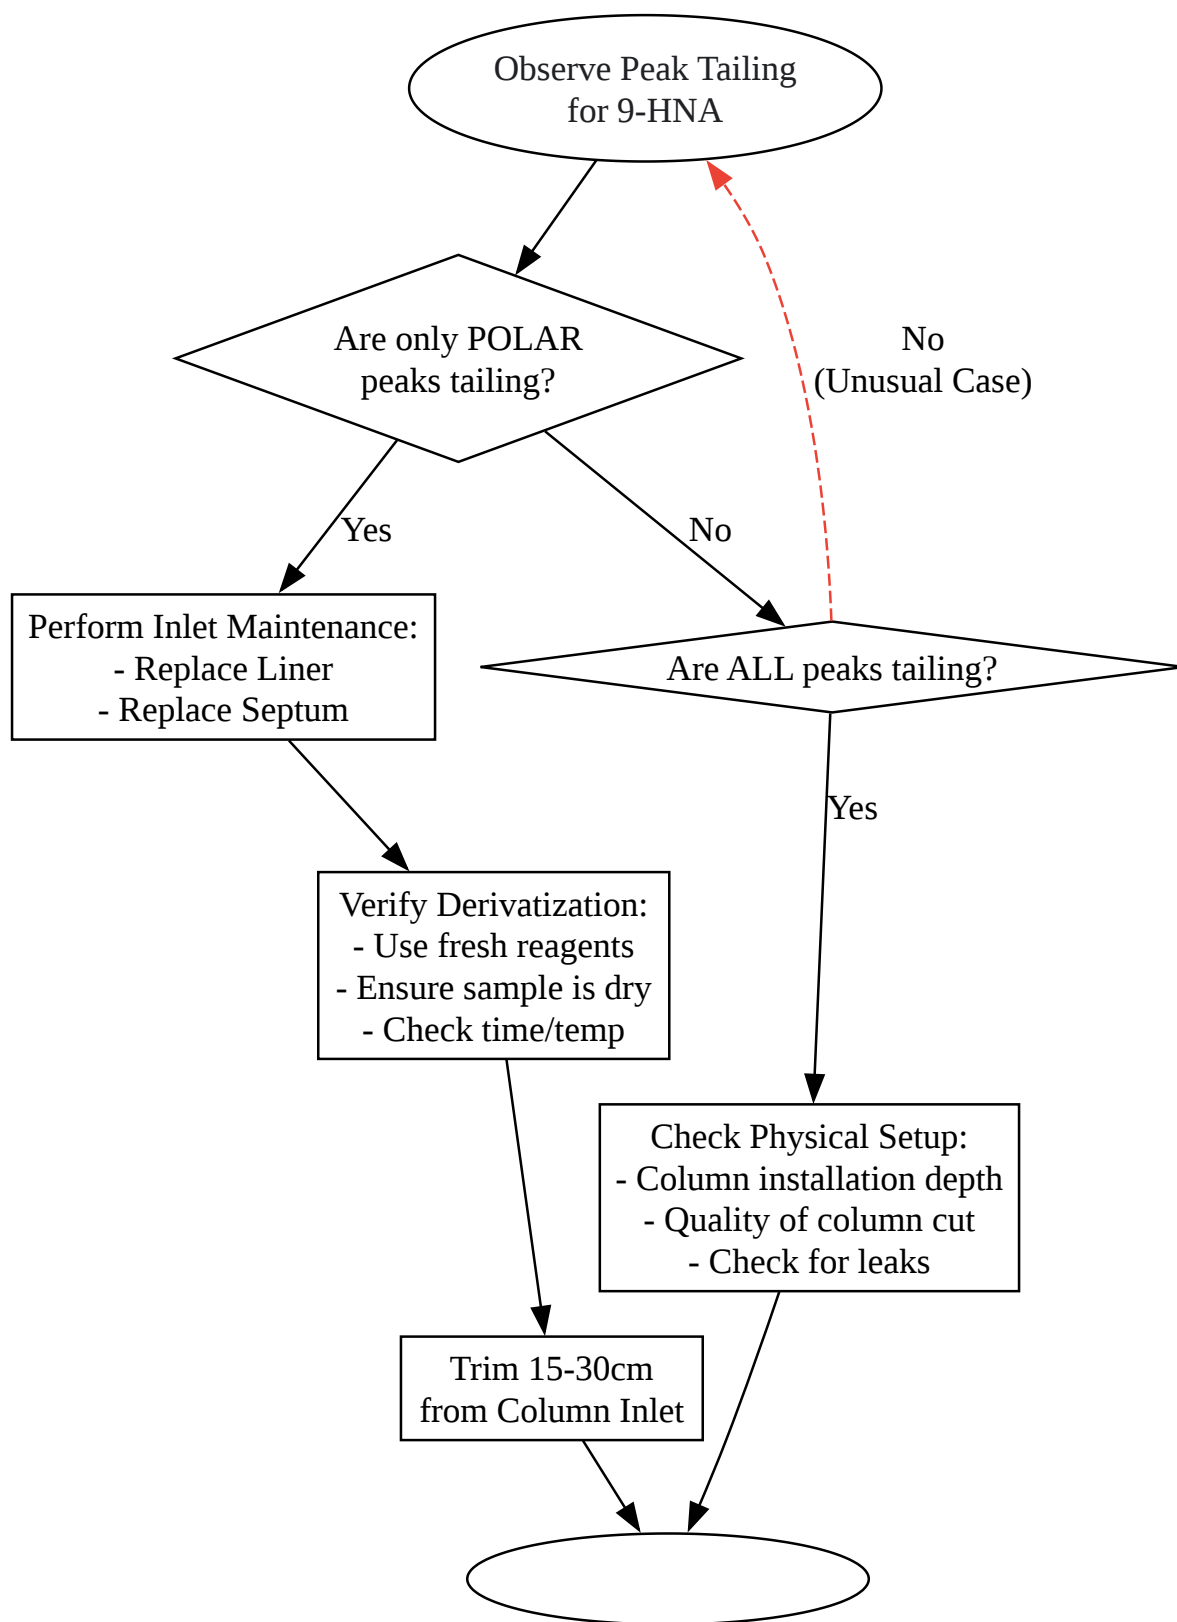 Observe Peak Tailing
for 9-HNA
Are only POLAR
peaks tailing?
No
(Unusual Case)
Yes
No
Perform Inlet Maintenance:
- Replace Liner
- Replace Septum
Are ALL peaks tailing?
Yes
Verify Derivatization:
- Use fresh reagents
- Ensure sample is dry
- Check time/temp
Check Physical Setup:
- Column installation depth
- Quality of column cut
- Check for leaks
Trim 15-30cm
from Column Inlet